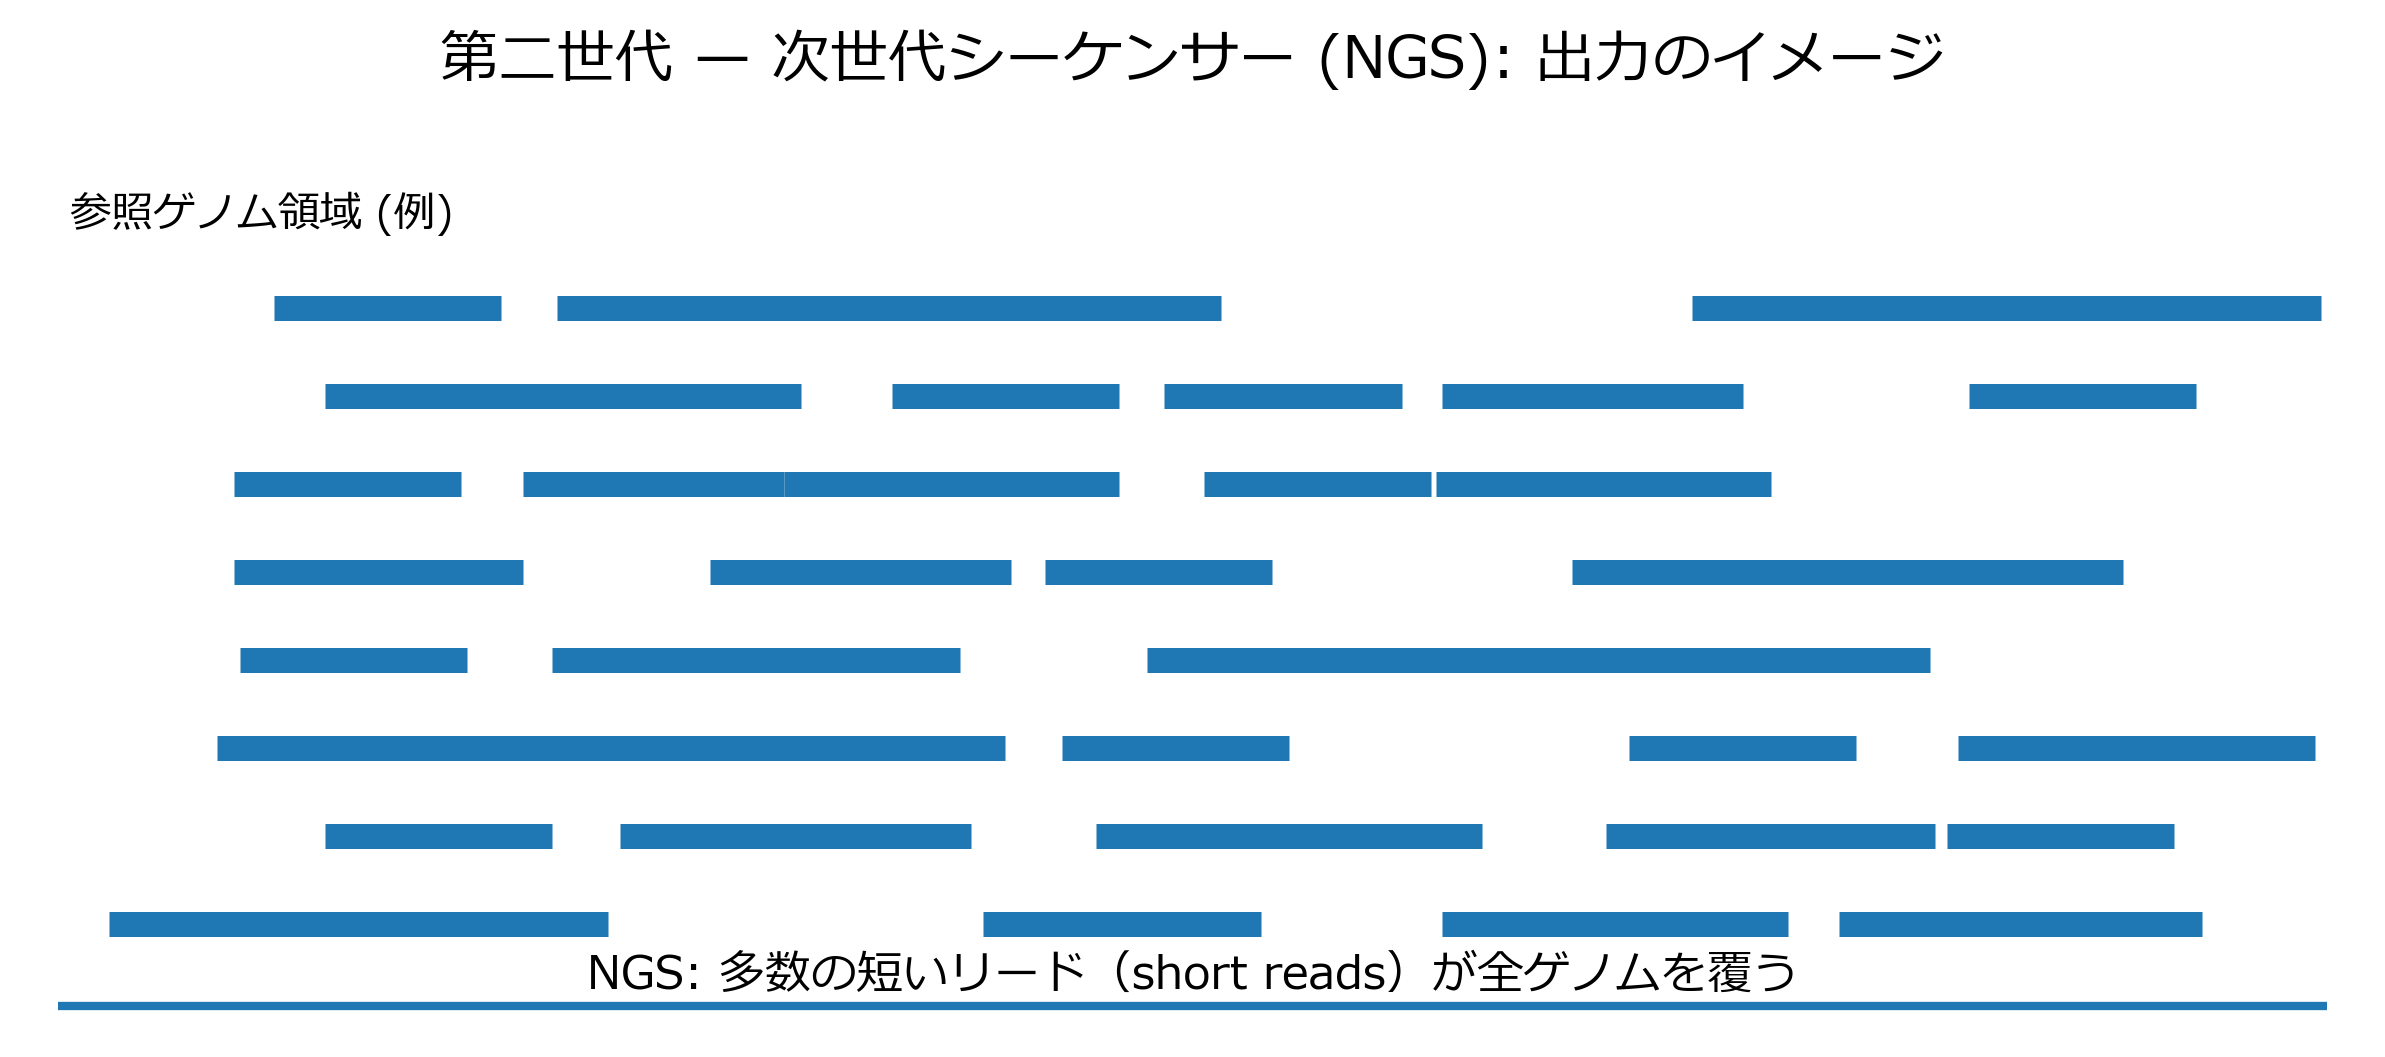 第二世代 — 次世代シーケンサー (NGS): 出力のイメージ
参照ゲノム領域 (例)
NGS: 多数の短いリード（short reads）が全ゲノムを覆う